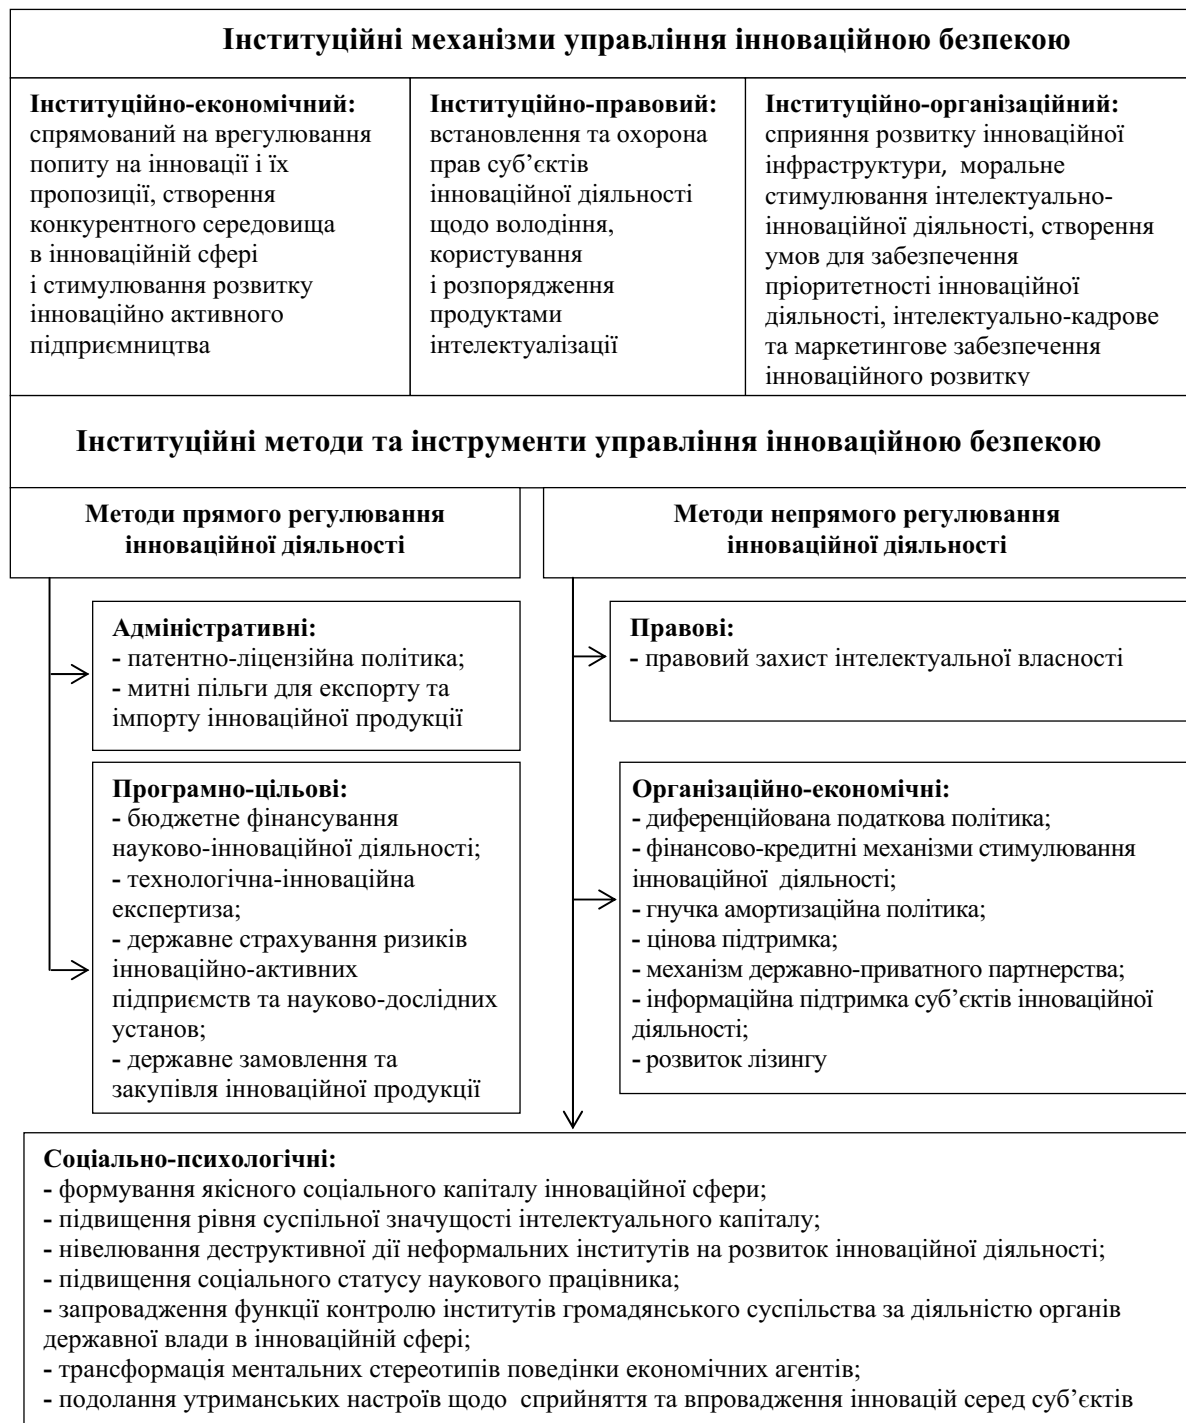 Інституційні механізми управління інноваційною безпекою
Інституційно-економічний:
спрямований на врегулювання
попиту на інновації і їх
пропозиції, створення
конкурентного середовища
в інноваційній сфері
і стимулювання розвитку
інноваційно активного
підприємництва
Інституційно-правовий:
встановлення та охорона
прав суб’єктів
інноваційної діяльності
щодо володіння,
користування
і розпорядження
продуктами
інтелектуалізації
Інституційно-організаційний:
сприяння розвитку інноваційної
інфраструктури, моральне
стимулювання інтелектуально-
інноваційної діяльності, створення
умов для забезпечення
пріоритетності інноваційної
діяльності, інтелектуально-кадрове
та маркетингове забезпечення
інноваційного розвитку
Інституційні методи та інструменти управління інноваційною безпекою
Методи прямого регулювання
інноваційної діяльності
Адміністративні:
- патентно-ліцензійна політика;
- митні пільги для експорту та
імпорту інноваційної продукції
Програмно-цільові:
- бюджетне фінансування
науково-інноваційної діяльності;
- технологічна-інноваційна
експертиза;
- державне страхування ризиків
інноваційно-активних
підприємств та науково-дослідних
установ;
- державне замовлення та
закупівля інноваційної продукції
Методи непрямого регулювання
інноваційної діяльності
Правові:
- правовий захист інтелектуальної власності
Організаційно-економічні:
- диференційована податкова політика;
- фінансово-кредитні механізми стимулювання
інноваційної діяльності;
- гнучка амортизаційна політика;
- цінова підтримка;
- механізм державно-приватного партнерства;
- інформаційна підтримка суб’єктів інноваційної
діяльності;
- розвиток лізингу
Соціально-психологічні:
- формування якісного соціального капіталу інноваційної сфери;
- підвищення рівня суспільної значущості інтелектуального капіталу;
- нівелювання деструктивної дії неформальних інститутів на розвиток інноваційної діяльності;
- підвищення соціального статусу наукового працівника;
- запровадження функції контролю інститутів громадянського суспільства за діяльністю органів
державної влади в інноваційній сфері;
- трансформація ментальних стереотипів поведінки економічних агентів;
- подолання утриманських настроїв щодо сприйняття та впровадження інновацій серед суб’єктів